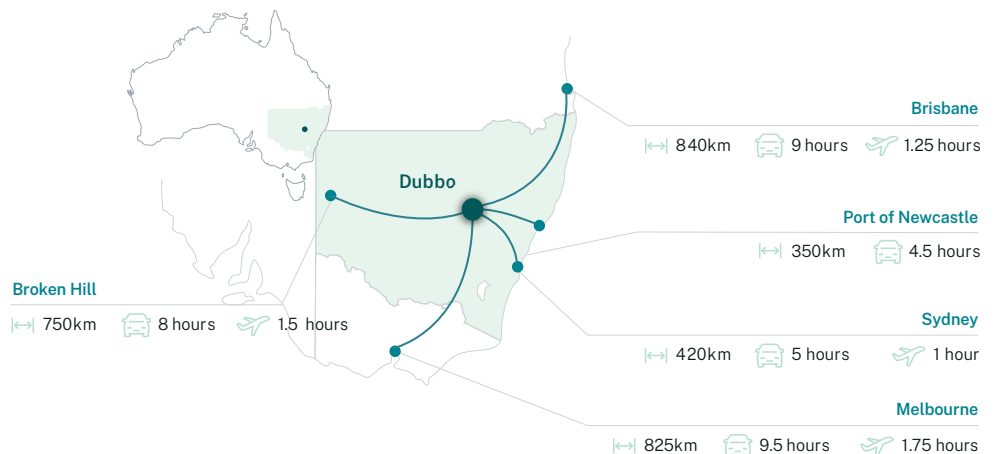 Brisbane
840km 9 hours 1.25 hours
Dubbo
Port of Newcastle
350km 4.5 hours
Broken Hill
750km 8 hours 1.5 hours
Sydney
420km 5 hours 1 hour
Melbourne
825km 9.5 hours 1.75 hours